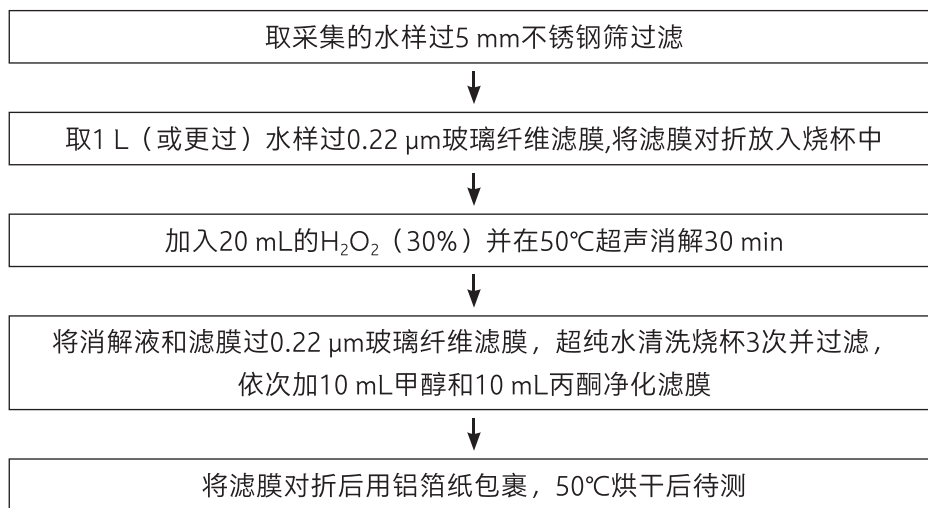 取采集的水样过5 mm不锈钢筛过滤
取1 L（或更过）水样过0.22 μm玻璃纤维滤膜,将滤膜对折放入烧杯中
加入20 mL的H₂O₂（30%）并在50℃超声消解30 min
将消解液和滤膜过0.22 μm玻璃纤维滤膜，超纯水清洗烧杯3次并过滤，
依次加10 mL甲醇和10 mL丙酮净化滤膜
将滤膜对折后用铝箔纸包裹，50℃烘干后待测